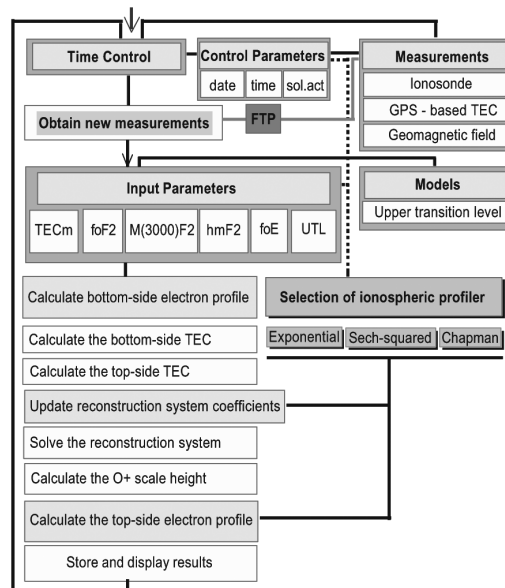 Time Control
Control Parameters
date time sol.act
Measurements
Ionosonde
GPS - based TEC
Geomagnetic field
Obtain new measurements
FTP
Input Parameters
TECm foF2 M(3000)F2 hmF2 foE UTL
Models
Upper transition level
Calculate bottom-side electron profile
Selection of ionospheric profiler
Exponential Sech-squared Chapman
Calculate the bottom-side TEC
Calculate the top-side TEC
Update reconstruction system coefficients
Solve the reconstruction system
Calculate the O+ scale height
Calculate the top-side electron profile
Store and display results